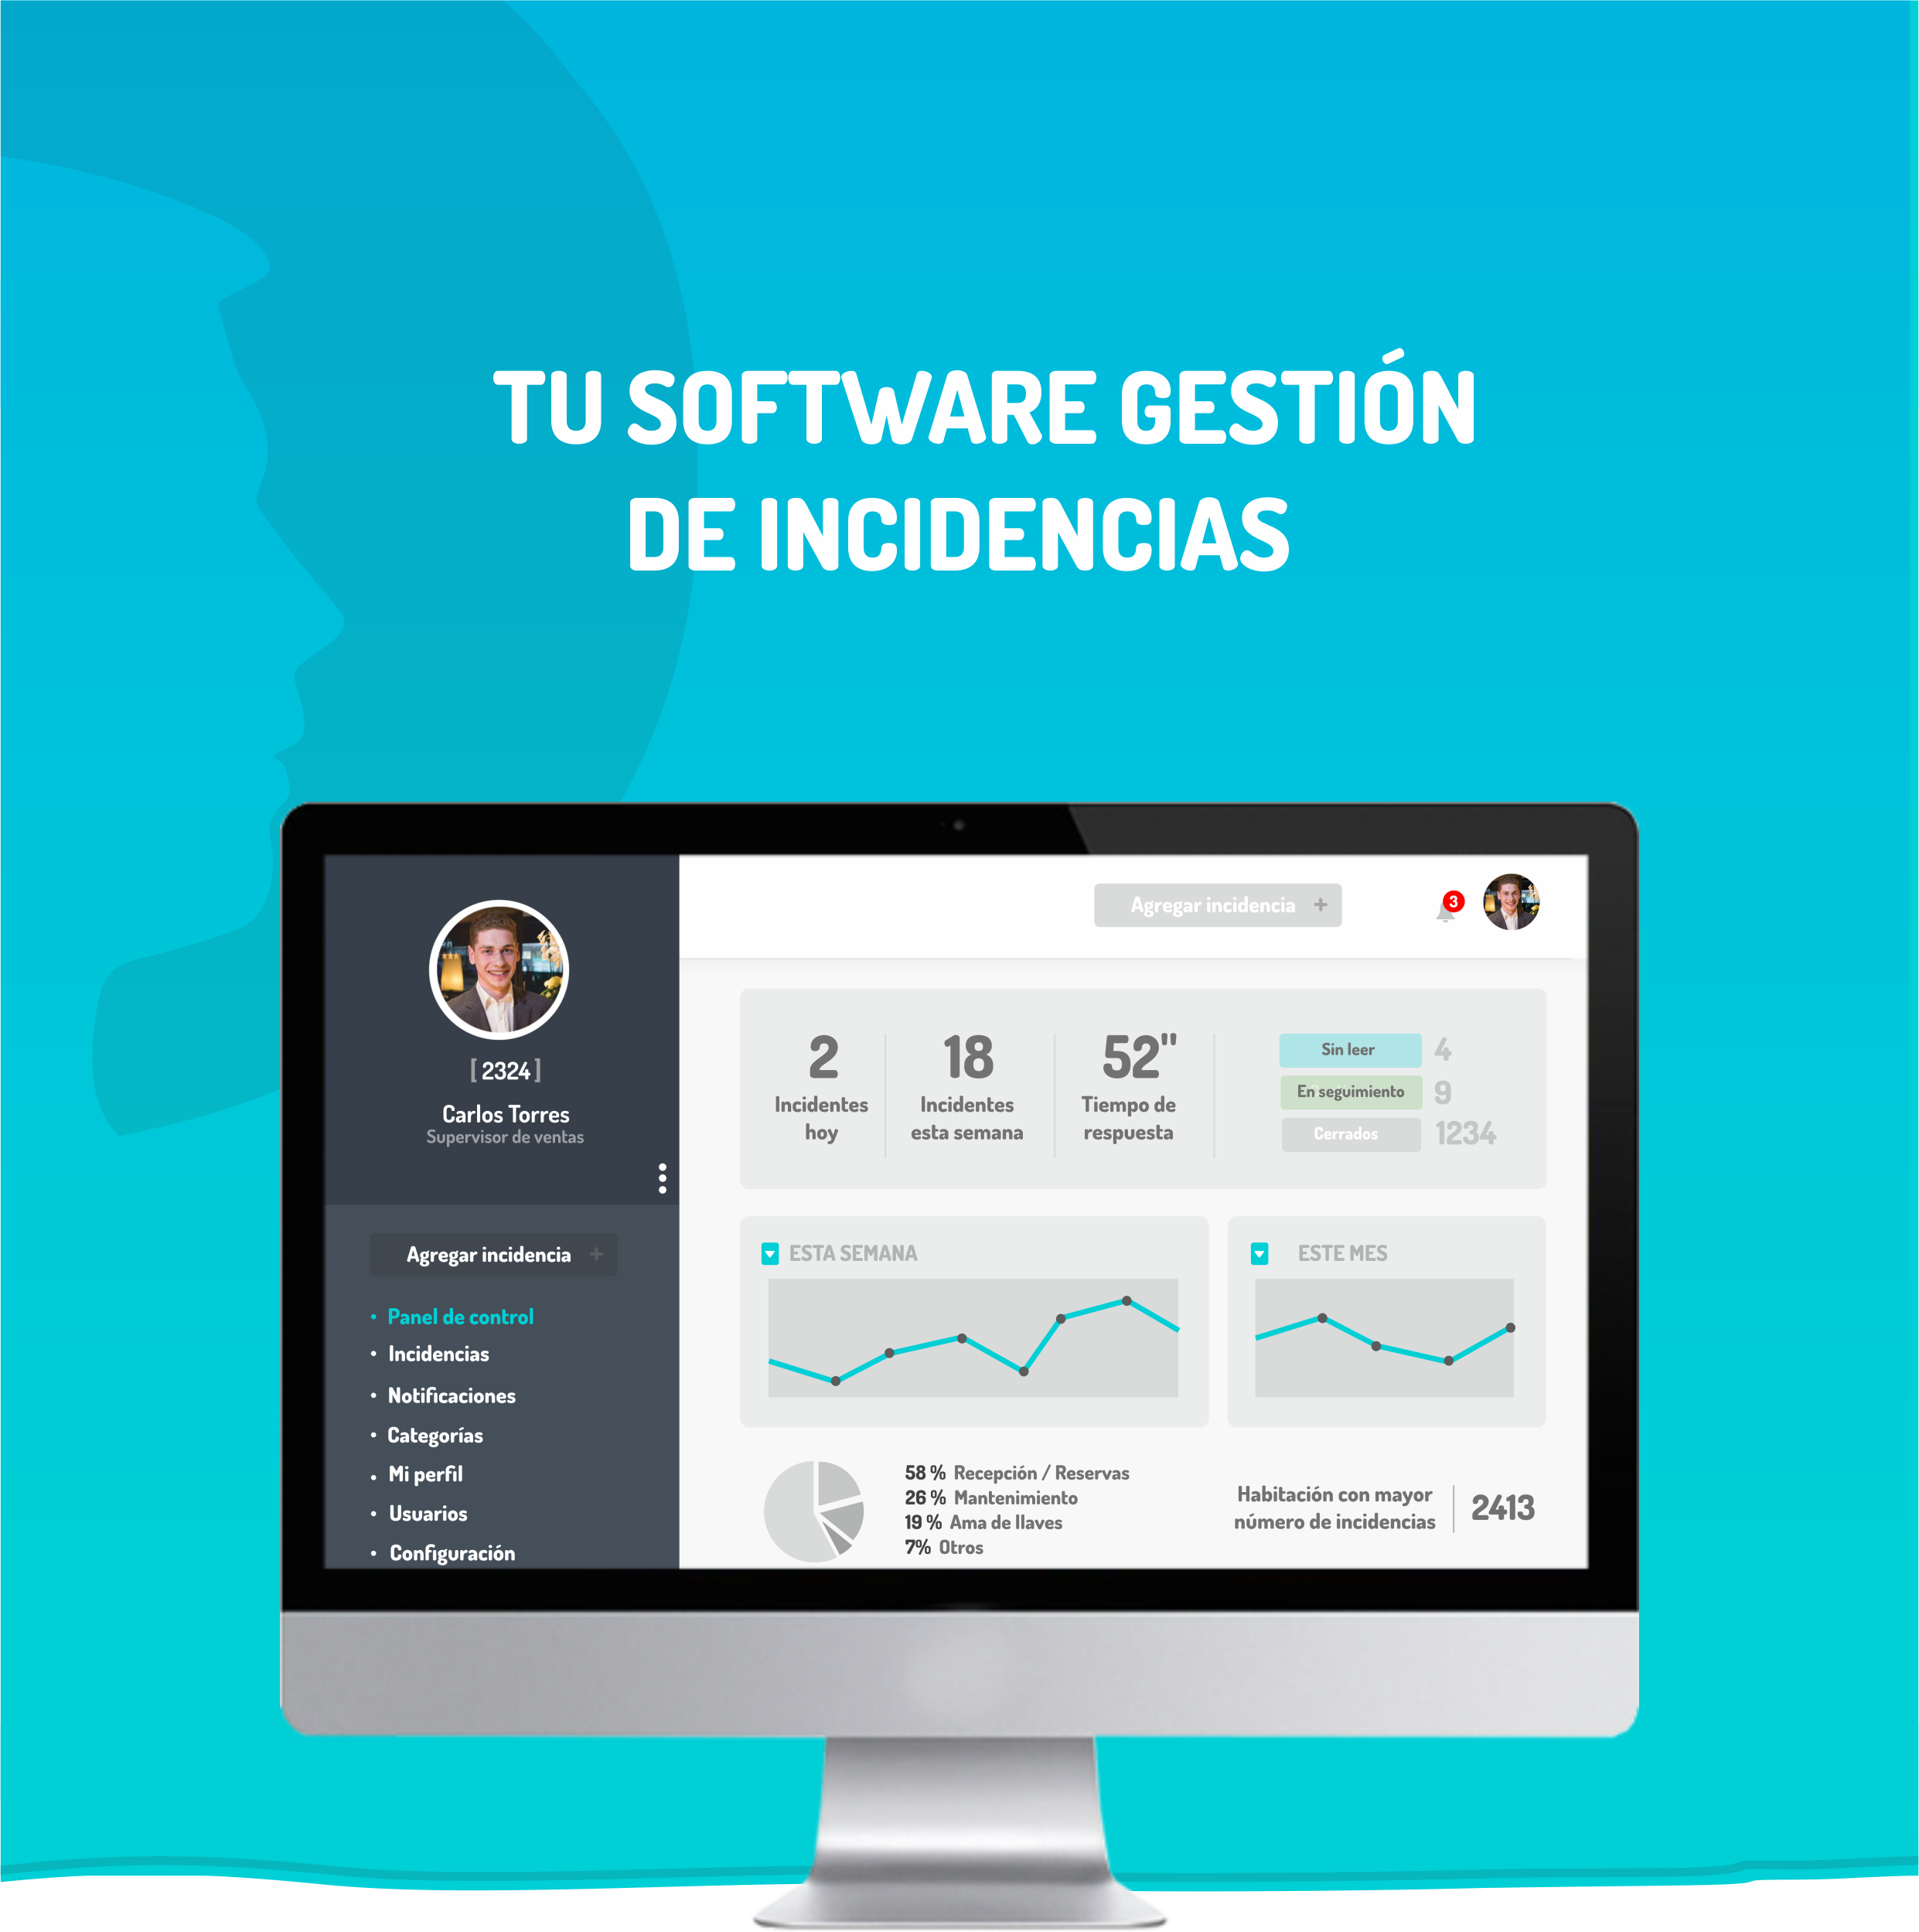 TU SOFTWARE GESTIÓN
DE INCIDENCIAS
[ 2324 ]
Carlos Torres
Supervisor de ventas
Agregar incidencia +
• Panel de control
• Incidencias
• Notificaciones
• Categorías
• Mi perfil
• Usuarios
• Configuración
Agregar incidencia +
3
2
Incidentes
hoy
18
Incidentes
esta semana
52"
Tiempo de
respuesta
Sin leer 4
En seguimiento 9
Cerrados 1234
ESTA SEMANA
ESTE MES
58 % Recepción / Reservas
26 % Mantenimiento
19 % Ama de llaves
7% Otros
Habitación con mayor
número de incidencias
2413